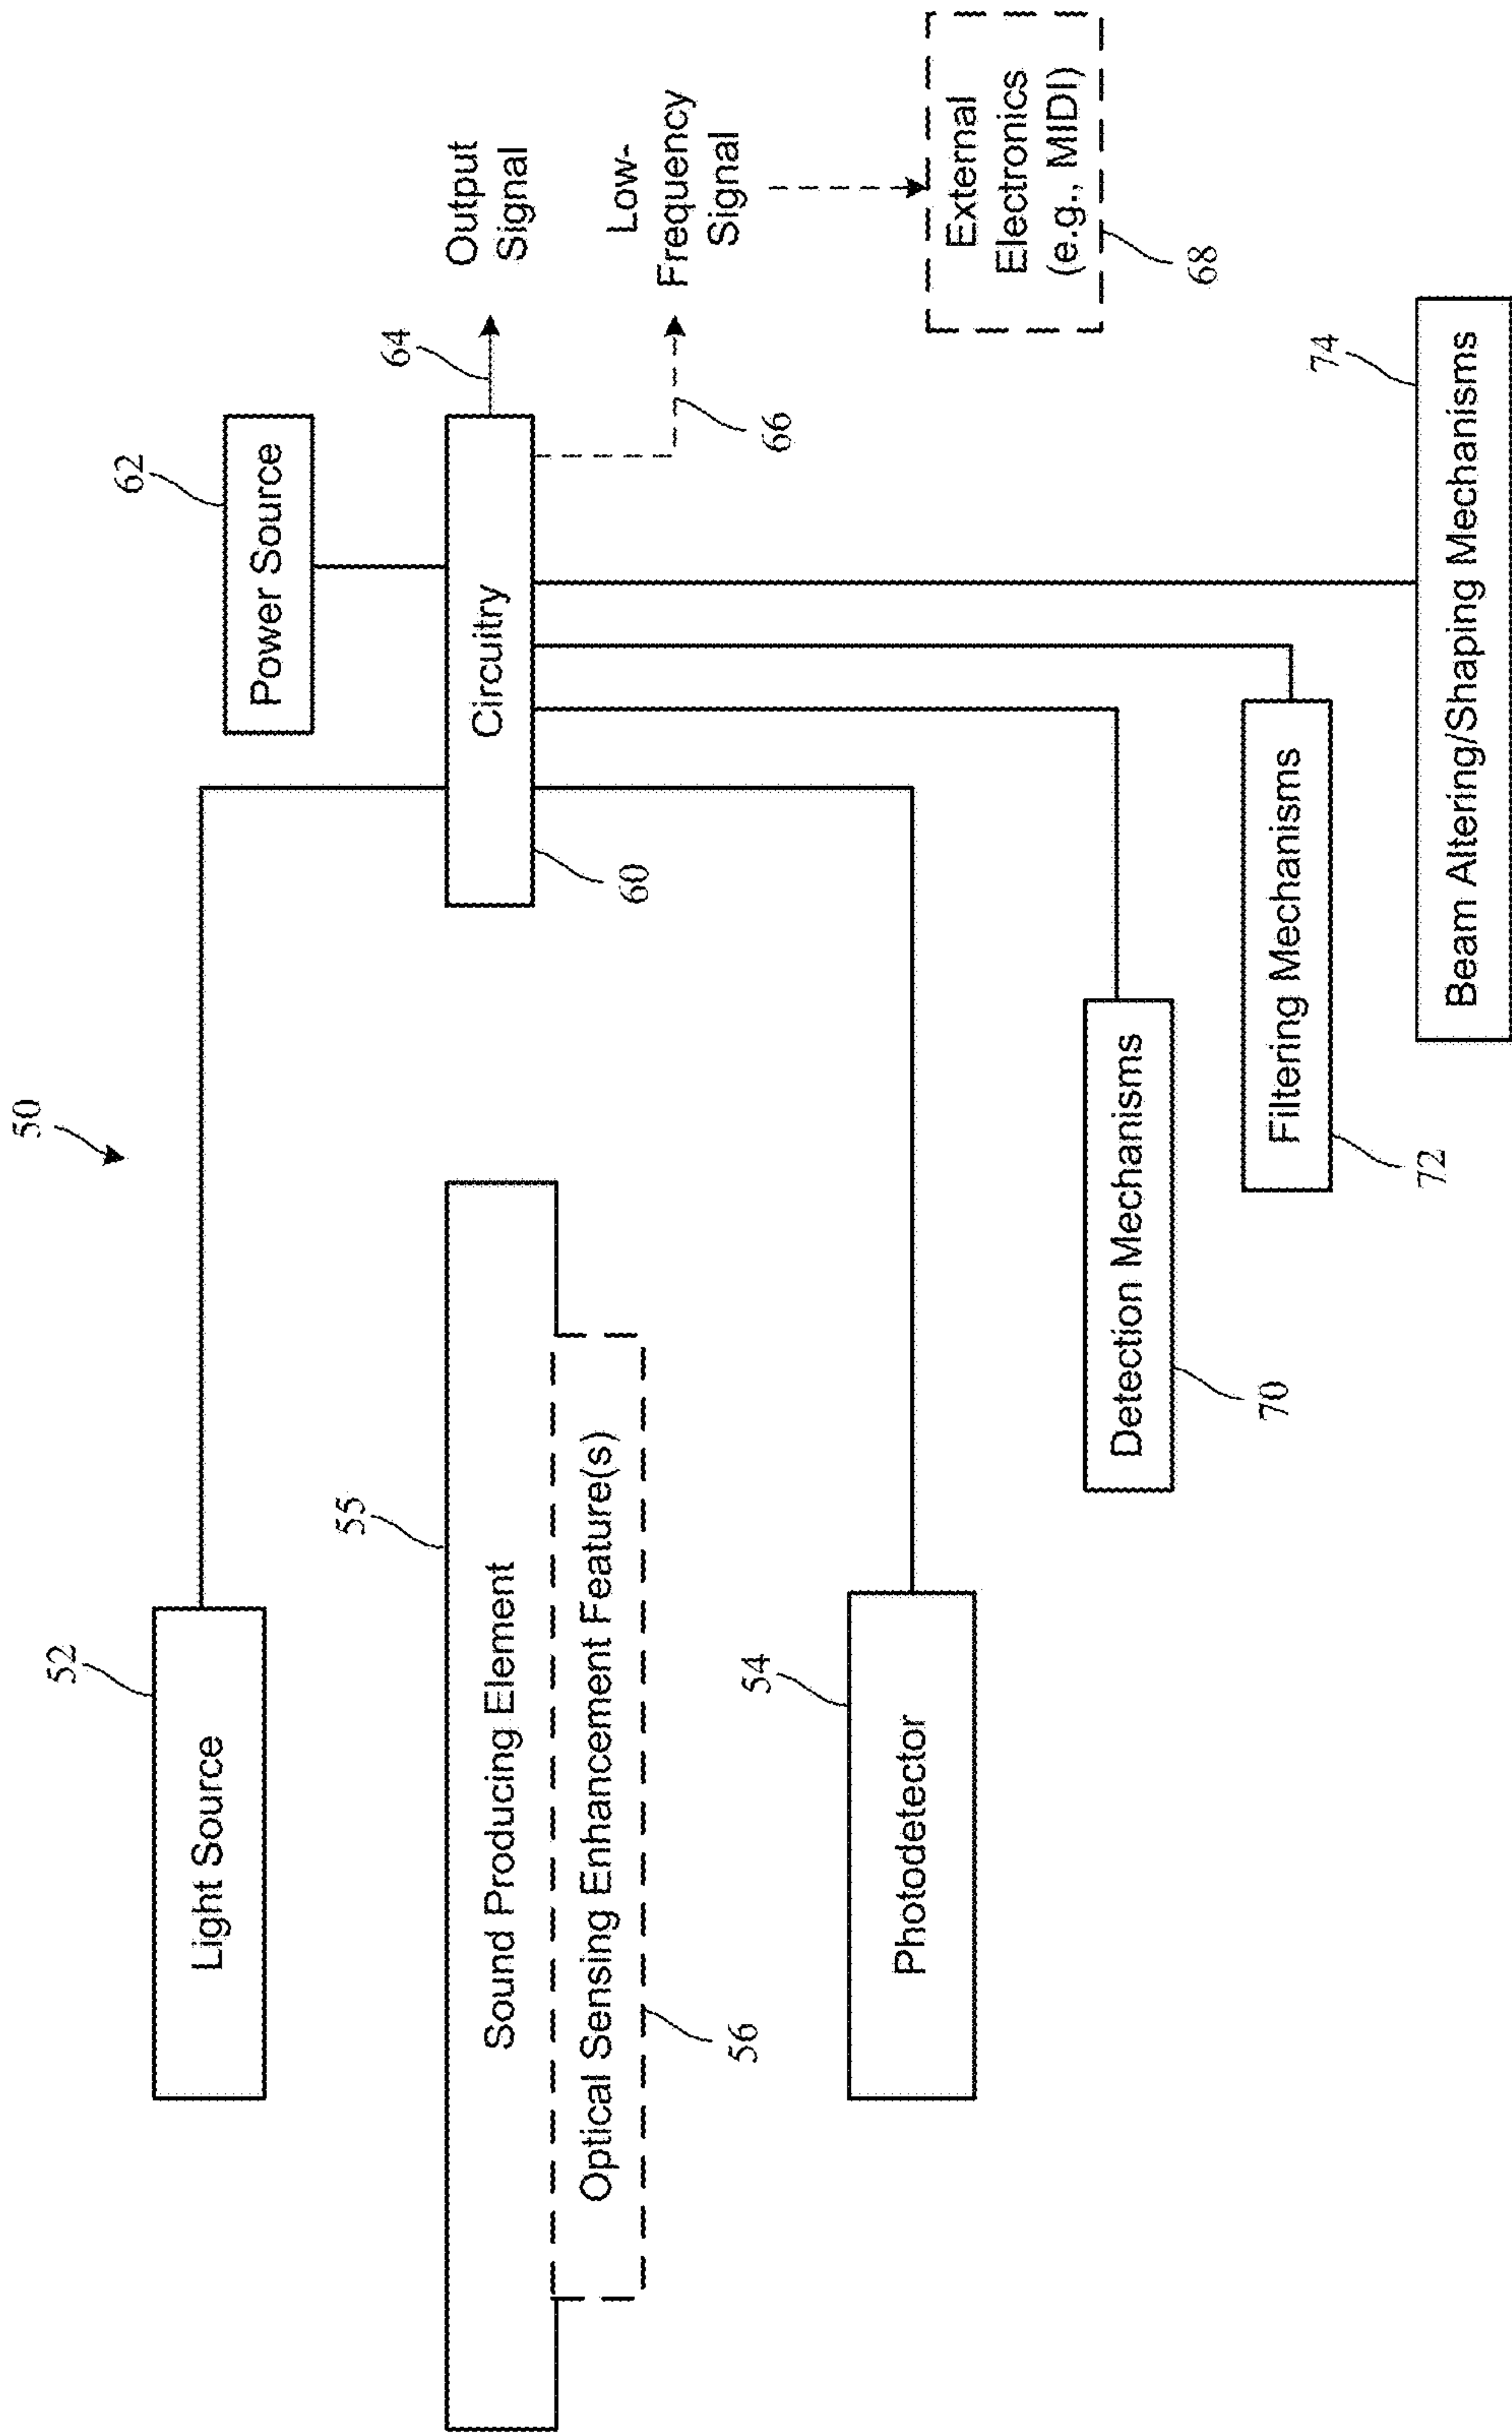 50
52
Light Source
62
Power Source
55
Sound Producing Element
Optical Sensing Enhancement Feature(s)
56
Circuitry
60
64
Output
Signal
66
Low-
Frequency
Signal
54
Photodetector
External
Electronics
(e.g., MIDI)
68
Detection Mechanisms
70
Filtering Mechanisms
72
74
Beam Altering/Shaping Mechanisms